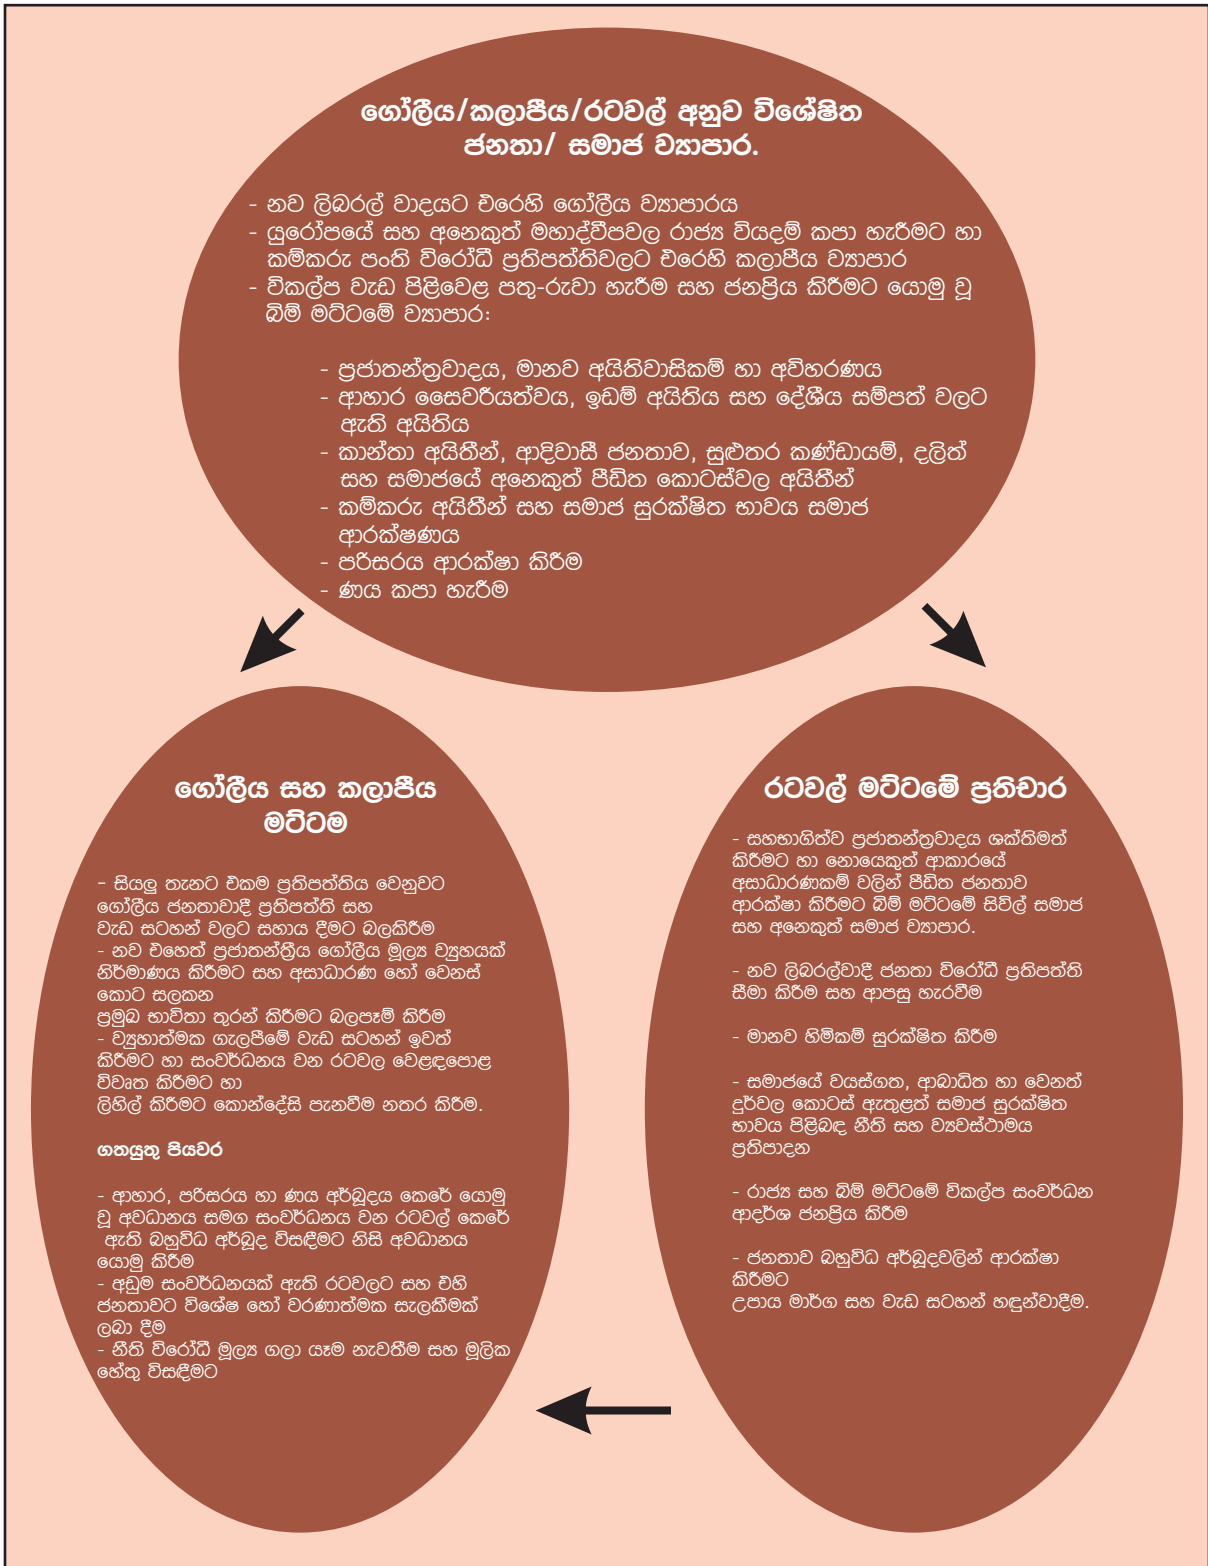 ගෝලීය/කලාපීය/රටවල් අනුව විශේෂිත
ජනතා/ සමාජ ව්‍යාපාර.
- නව ලිබරල් වාදයට එරෙහි ගෝලීය ව්‍යාපාරය
- යුරෝපයේ සහ අනෙකුත් මහාද්වීපවල රාජ්‍ය වියදම් කපා හැරීමට හා
කම්කරු පංති විරෝධී ප්‍රතිපත්තිවලට එරෙහි කලාපීය ව්‍යාපාර
- විකල්ප වැඩ පිළිවෙළ පතු-රුවා හැරීම සහ ජනප්‍රිය කිරීමට යොමු වූ
බිම් මට්ටමේ ව්‍යාපාර:
- ප්‍රජාතන්ත්‍රවාදය, මානව අයිතිවාසිකම් හා අවිහරණය
- ආහාර සෛවරීයත්වය, ඉඩම් අයිතිය සහ දේශීය සම්පත් වලට
ඇති අයිතිය
- කාන්තා අයිතීන්, ආදිවාසී ජනතාව, සුළුතර කණ්ඩායම්, දලිත්
සහ සමාජයේ අනෙකුත් පීඩිත කොටස්වල අයිතීන්
- කම්කරු අයිතීන් සහ සමාජ සුරක්ෂිත භාවය සමාජ
ආරක්ෂණය
- පරිසරය ආරක්ෂා කිරීම
- ණය කපා හැරීම
ගෝලීය සහ කලාපීය
මට්ටම
- සියලු තැනට එකම ප්‍රතිපත්තිය වෙනුවට
ගෝලීය ජනතාවාදී ප්‍රතිපත්ති සහ
වැඩ සටහන් වලට සහාය දීමට බලකිරීම
- නව එහෙත් ප්‍රජාතන්ත්‍රීය ගෝලීය මූල්‍ය ව්‍යුහයක්
නිර්මාණය කිරීමට සහ අසාධාරණ හෝ වෙනස්
කොට සලකන
ප්‍රමුඛ භාවිතා තුරන් කිරීමට බලපෑම් කිරීම
- ව්‍යුහාත්මක ගැලපීමේ වැඩ සටහන් ඉවත්
කිරීමට හා සංවර්ධනය වන රටවල වෙළඳපොළ
විවෘත කිරීමට හා
ලිහිල් කිරීමට කොන්දේසි පැනවීම නතර කිරීම.
ගතයුතු පියවර
- ආහාර, පරිසරය හා ණය අර්බුදය කෙරේ යොමු
වූ අවධානය සමග සංවර්ධනය වන රටවල් කෙරේ
ඇති බහුවිධ අර්බුද විසඳීමට නිසි අවධානය
යොමු කිරීම
- අඩුම සංවර්ධනයක් ඇති රටවලට සහ එහි
ජනතාවට විශේෂ හෝ වරණාත්මක සැලකීමක්
ලබා දීම
- නීති විරෝධී මූල්‍ය ගලා යෑම නැවතීම සහ මූලික
හේතු විසඳීමට
රටවල් මට්ටමේ ප්‍රතිචාර
- සහභාගිත්ව ප්‍රජාතන්ත්‍රවාදය ශක්තිමත්
කිරීමට හා නොයෙකුත් ආකාරයේ
අසාධාරණකම් වලින් පීඩිත ජනතාව
ආරක්ෂා කිරීමට බිම් මට්ටමේ සිවිල් සමාජ
සහ අනෙකුත් සමාජ ව්‍යාපාර.
- නව ලිබරල්වාදී ජනතා විරෝධී ප්‍රතිපත්ති
සීමා කිරීම සහ ආපසු හැරවීම
- මානව හිමිකම් සුරක්ෂිත කිරීම
- සමාජයේ වයස්ගත, ආබාධිත හා වෙනත්
දුර්වල කොටස් ඇතුළත් සමාජ සුරක්ෂිත
භාවය පිළිබඳ නීති සහ ව්‍යවස්ථාමය
ප්‍රතිපාදන
- රාජ්‍ය සහ බිම් මට්ටමේ විකල්ප සංවර්ධන
ආදර්ශ ජනප්‍රිය කිරීම
- ජනතාව බහුවිධ අර්බුදවලින් ආරක්ෂා
කිරීමට
උපාය මාර්ග සහ වැඩ සටහන් හඳුන්වාදීම.